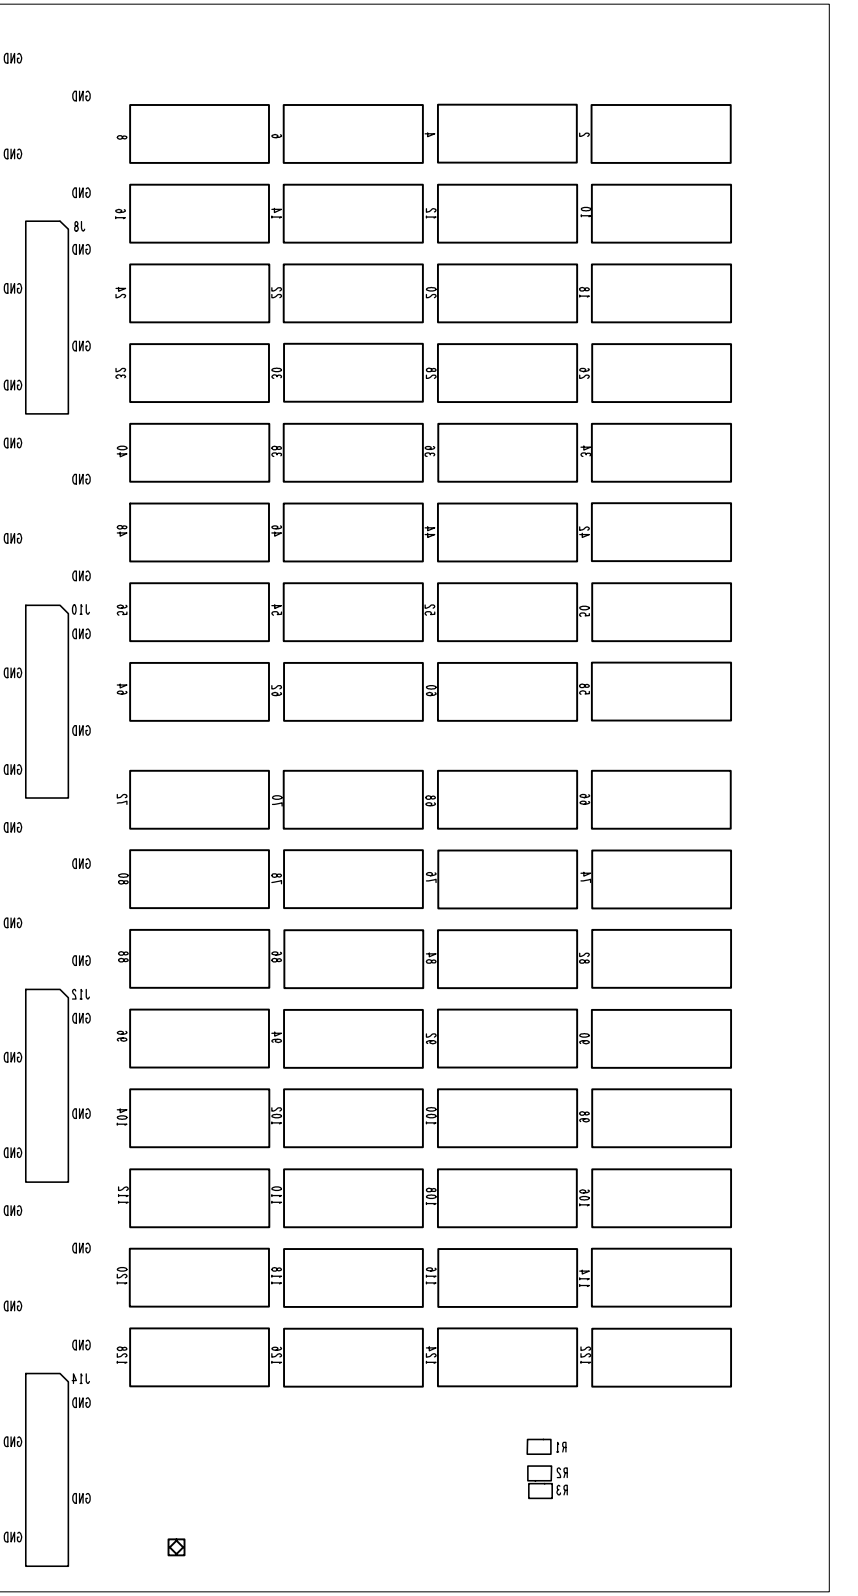 GND
GND
8 6 4 2
GND
GND
16 14 12 10
J8
GND
GND
24 22 20 18
GND
32 30 28 26
GND
GND
40 38 36 34
GND
48 46 44 42
GND
GND
J10
56 54 52 50
GND
GND
64 62 60 58
GND
GND
72 70 68 66
GND
GND
80 78 76 74
GND
GND
88 86 84 82
J12
GND
96 94 92 90
GND
GND
104 102 100 98
GND
112 110 108 106
GND
GND
120 118 116 114
GND
GND
128 126 124 122
J14
GND
GND
R1
R2
R3
GND
GND